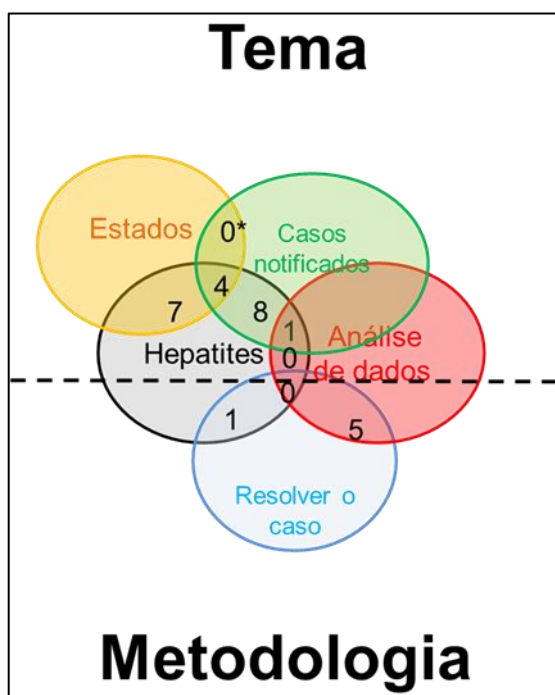 Tema
Estados
0*
Casos
notificados
4
7
8
1
Hepatites
0
Análise
de dados
0
1
5
Resolver o
caso
Metodologia